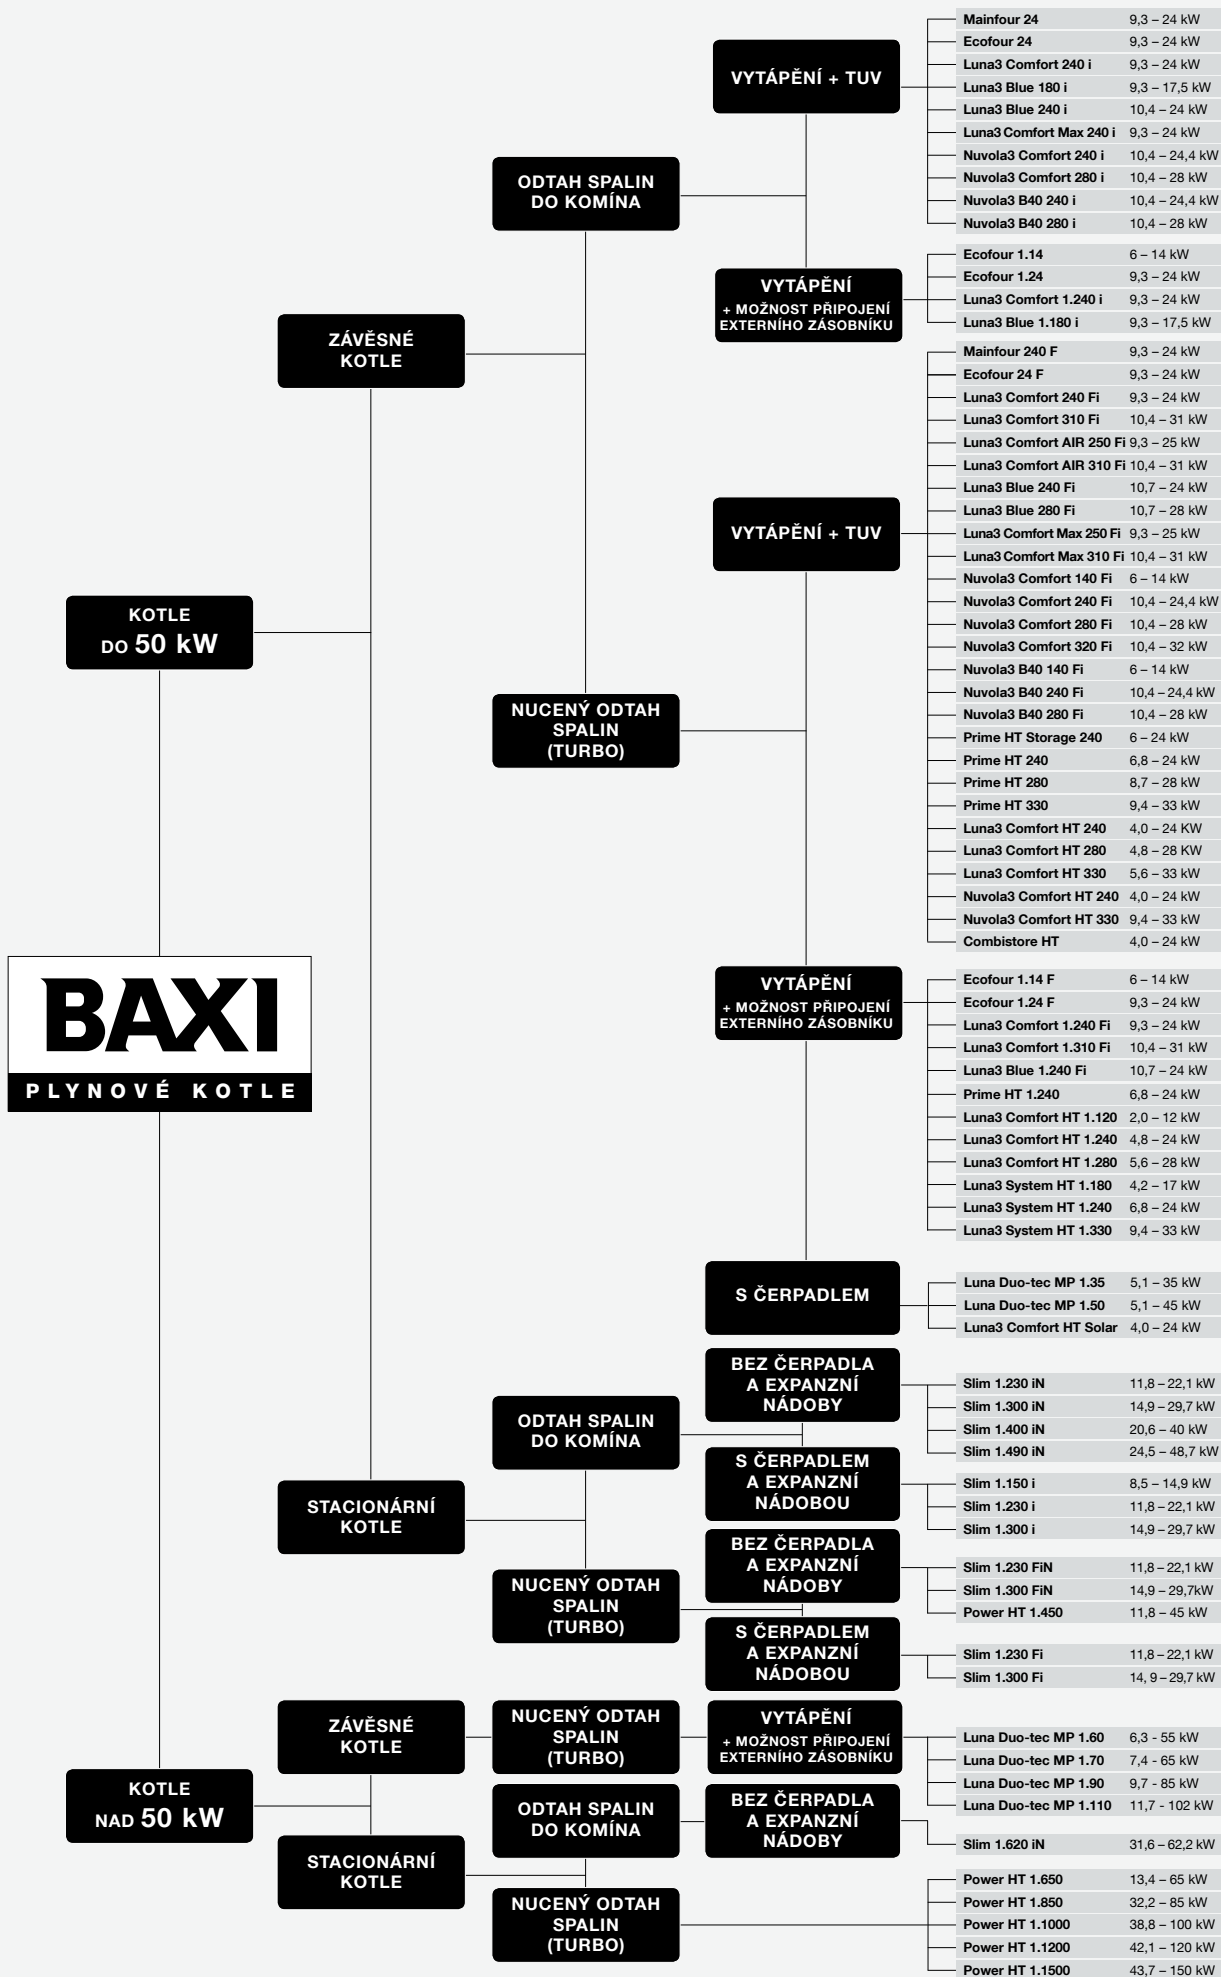 BAXI
PLYNOVÉ KOTLE
KOTLE
DO 50 kW
ZÁVĚSNÉ
KOTLE
ODTAH SPALIN
DO KOMÍNA
VYTÁPĚNÍ + TUV
Mainfour 24 9,3 – 24 kW
Ecofour 24 9,3 – 24 kW
Luna3 Comfort 240 i 9,3 – 24 kW
Luna3 Blue 180 i 9,3 – 17,5 kW
Luna3 Blue 240 i 10,4 – 24 kW
Luna3 Comfort Max 240 i 9,3 – 24 kW
Nuvola3 Comfort 240 i 10,4 – 24,4 kW
Nuvola3 Comfort 280 i 10,4 – 28 kW
Nuvola3 B40 240 i 10,4 – 24,4 kW
Nuvola3 B40 280 i 10,4 – 28 kW
VYTÁPĚNÍ
+ MOŽNOST PŘIPOJENÍ
EXTERNÍHO ZÁSOBNÍKU
Ecofour 1.14 6 – 14 kW
Ecofour 1.24 9,3 – 24 kW
Luna3 Comfort 1.240 i 9,3 – 24 kW
Luna3 Blue 1.180 i 9,3 – 17,5 kW
NUCENÝ ODTAH
SPALIN
(TURBO)
VYTÁPĚNÍ + TUV
Mainfour 240 F 9,3 – 24 kW
Ecofour 24 F 9,3 – 24 kW
Luna3 Comfort 240 Fi 9,3 – 24 kW
Luna3 Comfort 310 Fi 10,4 – 31 kW
Luna3 Comfort AIR 250 Fi 9,3 – 25 kW
Luna3 Comfort AIR 310 Fi 10,4 – 31 kW
Luna3 Blue 240 Fi 10,7 – 24 kW
Luna3 Blue 280 Fi 10,7 – 28 kW
Luna3 Comfort Max 250 Fi 9,3 – 25 kW
Luna3 Comfort Max 310 Fi 10,4 – 31 kW
Nuvola3 Comfort 140 Fi 6 – 14 kW
Nuvola3 Comfort 240 Fi 10,4 – 24,4 kW
Nuvola3 Comfort 280 Fi 10,4 – 28 kW
Nuvola3 Comfort 320 Fi 10,4 – 32 kW
Nuvola3 B40 140 Fi 6 – 14 kW
Nuvola3 B40 240 Fi 10,4 – 24,4 kW
Nuvola3 B40 280 Fi 10,4 – 28 kW
Prime HT Storage 240 6 – 24 kW
Prime HT 240 6,8 – 24 kW
Prime HT 280 8,7 – 28 kW
Prime HT 330 9,4 – 33 kW
Luna3 Comfort HT 240 4,0 – 24 KW
Luna3 Comfort HT 280 4,8 – 28 KW
Luna3 Comfort HT 330 5,6 – 33 kW
Nuvola3 Comfort HT 240 4,0 – 24 kW
Nuvola3 Comfort HT 330 9,4 – 33 kW
Combistore HT 4,0 – 24 kW
VYTÁPĚNÍ
+ MOŽNOST PŘIPOJENÍ
EXTERNÍHO ZÁSOBNÍKU
Ecofour 1.14 F 6 – 14 kW
Ecofour 1.24 F 9,3 – 24 kW
Luna3 Comfort 1.240 Fi 9,3 – 24 kW
Luna3 Comfort 1.310 Fi 10,4 – 31 kW
Luna3 Blue 1.240 Fi 10,7 – 24 kW
Prime HT 1.240 6,8 – 24 kW
Luna3 Comfort HT 1.120 2,0 – 12 kW
Luna3 Comfort HT 1.240 4,8 – 24 kW
Luna3 Comfort HT 1.280 5,6 – 28 kW
Luna3 System HT 1.180 4,2 – 17 kW
Luna3 System HT 1.240 6,8 – 24 kW
Luna3 System HT 1.330 9,4 – 33 kW
S ČERPADLEM
Luna Duo-tec MP 1.35 5,1 – 35 kW
Luna Duo-tec MP 1.50 5,1 – 45 kW
Luna3 Comfort HT Solar 4,0 – 24 kW
STACIONÁRNÍ
KOTLE
ODTAH SPALIN
DO KOMÍNA
BEZ ČERPADLA
A EXPANZNÍ
NÁDOBY
Slim 1.230 iN 11,8 – 22,1 kW
Slim 1.300 iN 14,9 – 29,7 kW
Slim 1.400 iN 20,6 – 40 kW
Slim 1.490 iN 24,5 – 48,7 kW
S ČERPADLEM
A EXPANZNÍ
NÁDOBOU
Slim 1.150 i 8,5 – 14,9 kW
Slim 1.230 i 11,8 – 22,1 kW
Slim 1.300 i 14,9 – 29,7 kW
NUCENÝ ODTAH
SPALIN
(TURBO)
BEZ ČERPADLA
A EXPANZNÍ
NÁDOBY
Slim 1.230 FiN 11,8 – 22,1 kW
Slim 1.300 FiN 14,9 – 29,7kW
Power HT 1.450 11,8 – 45 kW
S ČERPADLEM
A EXPANZNÍ
NÁDOBOU
Slim 1.230 Fi 11,8 – 22,1 kW
Slim 1.300 Fi 14, 9 – 29,7 kW
KOTLE
NAD 50 kW
ZÁVĚSNÉ
KOTLE
NUCENÝ ODTAH
SPALIN
(TURBO)
VYTÁPĚNÍ
+ MOŽNOST PŘIPOJENÍ
EXTERNÍHO ZÁSOBNÍKU
Luna Duo-tec MP 1.60 6,3 - 55 kW
Luna Duo-tec MP 1.70 7,4 - 65 kW
Luna Duo-tec MP 1.90 9,7 - 85 kW
Luna Duo-tec MP 1.110 11,7 - 102 kW
STACIONÁRNÍ
KOTLE
ODTAH SPALIN
DO KOMÍNA
BEZ ČERPADLA
A EXPANZNÍ
NÁDOBY
Slim 1.620 iN 31,6 – 62,2 kW
NUCENÝ ODTAH
SPALIN
(TURBO)
Power HT 1.650 13,4 – 65 kW
Power HT 1.850 32,2 – 85 kW
Power HT 1.1000 38,8 – 100 kW
Power HT 1.1200 42,1 – 120 kW
Power HT 1.1500 43,7 – 150 kW